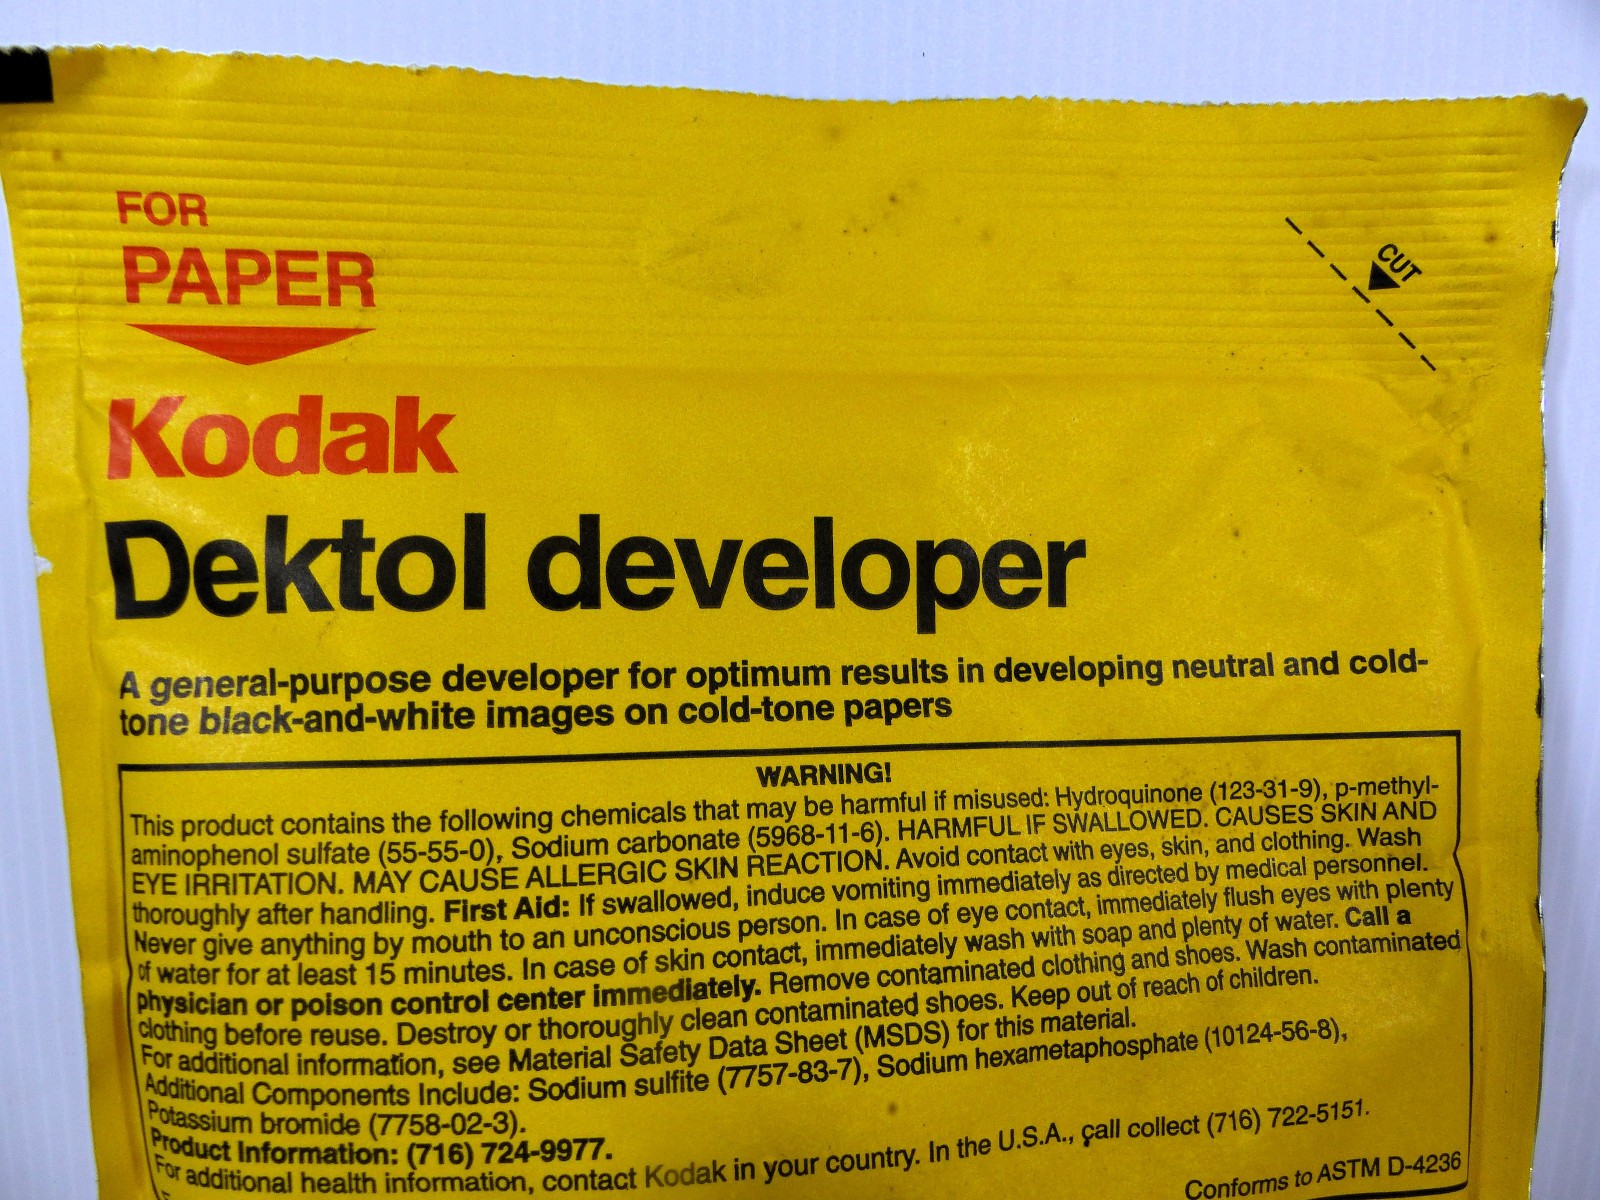 FOR
PAPER
CUT
Kodak
Dektol developer
A general-purpose developer for optimum results in developing neutral and cold-
tone black-and-white images on cold-tone papers
WARNING!
This product contains the following chemicals that may be harmful if misused: Hydroquinone (123-31-9), p-methyl-
aminophenol sulfate (55-55-0), Sodium carbonate (5968-11-6). HARMFUL IF SWALLOWED. CAUSES SKIN AND
EYE IRRITATION. MAY CAUSE ALLERGIC SKIN REACTION. Avoid contact with eyes, skin, and clothing. Wash
thoroughly after handling. First Aid: If swallowed, induce vomiting immediately as directed by medical personnel.
Never give anything by mouth to an unconscious person. In case of eye contact, immediately flush eyes with plenty
of water for at least 15 minutes. In case of skin contact, immediately wash with soap and plenty of water. Call a
physician or poison control center immediately. Remove contaminated clothing and shoes. Wash contaminated
clothing before reuse. Destroy or thoroughly clean contaminated shoes. Keep out of reach of children.
For additional information, see Material Safety Data Sheet (MSDS) for this material.
Additional Components Include: Sodium sulfite (7757-83-7), Sodium hexametaphosphate (10124-56-8),
Potassium bromide (7758-02-3).
Product Information: (716) 724-9977.
For additional health information, contact Kodak in your country. In the U.S.A., call collect (716) 722-5151.
Conforms to ASTM D-4236